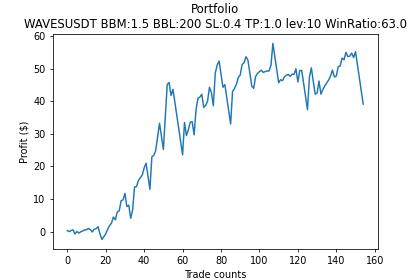 Portfolio
WAVESUSDT BBM:1.5 BBL:200 SL:0.4 TP:1.0 lev:10 WinRatio:63.0
60
50
40
30
20
10
0
Profit ($)
0 20 40 60 80 100 120 140 160
Trade counts